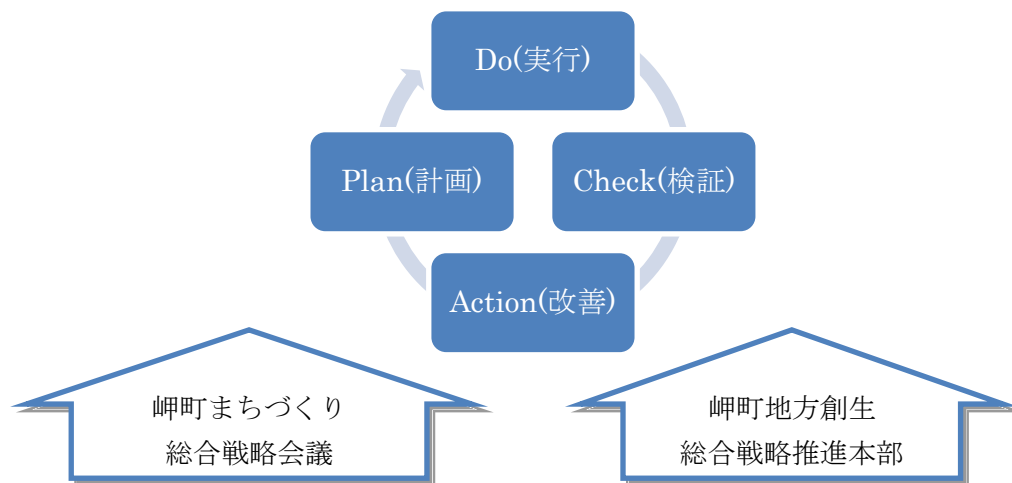 Do(実行)
Plan(計画)
Check(検証)
Action(改善)
岬町まちづくり
総合戦略会議
岬町地方創生
総合戦略推進本部